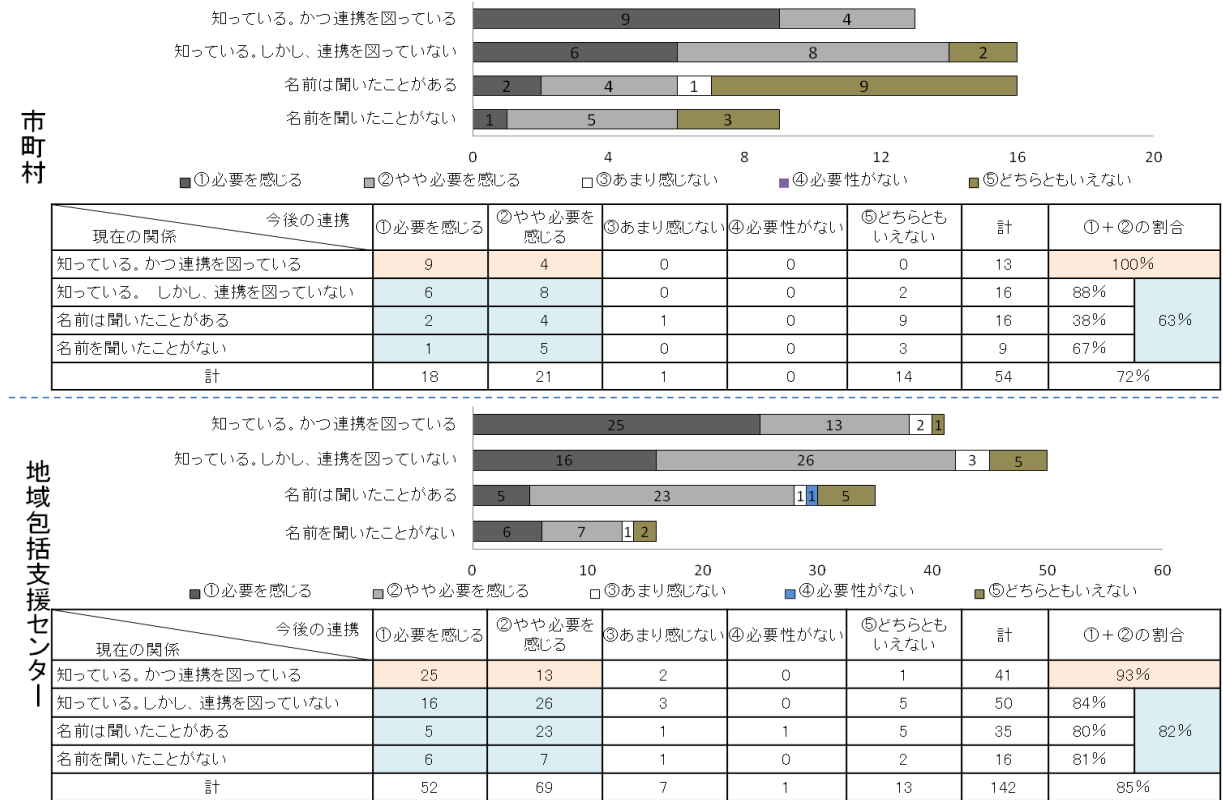 市町村
知っている。かつ連携を図っている 9 4
知っている。しかし、連携を図っていない 6 8 2
名前は聞いたことがある 2 4 1 9
名前を聞いたことがない 1 5 3
0 4 8 12 16 20
①必要を感じる ②やや必要を感じる ③あまり感じない ④必要性がない ⑤どちらともいえない
今後の連携
現在の関係
①必要を感じる ②やや必要を
感じる ③あまり感じない ④必要性がない ⑤どちらとも
いえない 計 ①+②の割合
知っている。かつ連携を図っている 9 4 0 0 0 13 100%
知っている。 しかし、連携を図っていない 6 8 0 0 2 16 88%
名前は聞いたことがある 2 4 1 0 9 16 38% 63%
名前を聞いたことがない 1 5 0 0 3 9 67%
計 18 21 1 0 14 54 72%
地域包括支援センター
知っている。かつ連携を図っている 25 13 2 1
知っている。しかし、連携を図っていない 16 26 3 5
名前は聞いたことがある 5 23 1 1 5
名前を聞いたことがない 6 7 1 2
0 10 20 30 40 50 60
①必要を感じる ②やや必要を感じる ③あまり感じない ④必要性がない ⑤どちらともいえない
今後の連携
現在の関係
①必要を感じる ②やや必要を
感じる ③あまり感じない ④必要性がない ⑤どちらとも
いえない 計 ①+②の割合
知っている。かつ連携を図っている 25 13 2 0 1 41 93%
知っている。しかし、連携を図っていない 16 26 3 0 5 50 84%
名前は聞いたことがある 5 23 1 1 5 35 80% 82%
名前を聞いたことがない 6 7 1 0 2 16 81%
計 52 69 7 1 13 142 85%